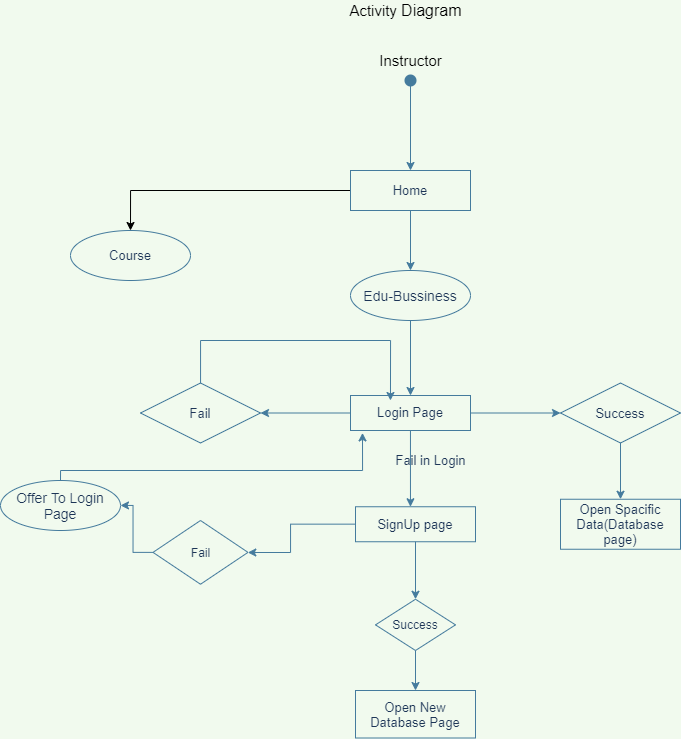 Activity Diagram
Instructor
Home
Course
Edu-Bussiness
Fail
Login Page
Success
Fail in Login
Offer To Login
Page
Open Spacific
Data(Database
page)
SignUp page
Fail
Success
Open New
Database Page